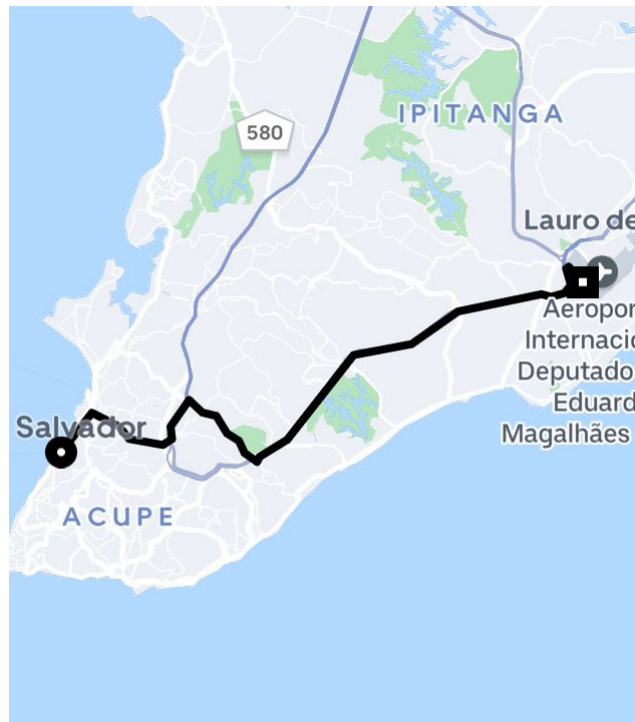 580
IPITANGA
Lauro de
Aeropor
Internacio
Deputado
Eduard
Magalhães
Salvador
ACUPE